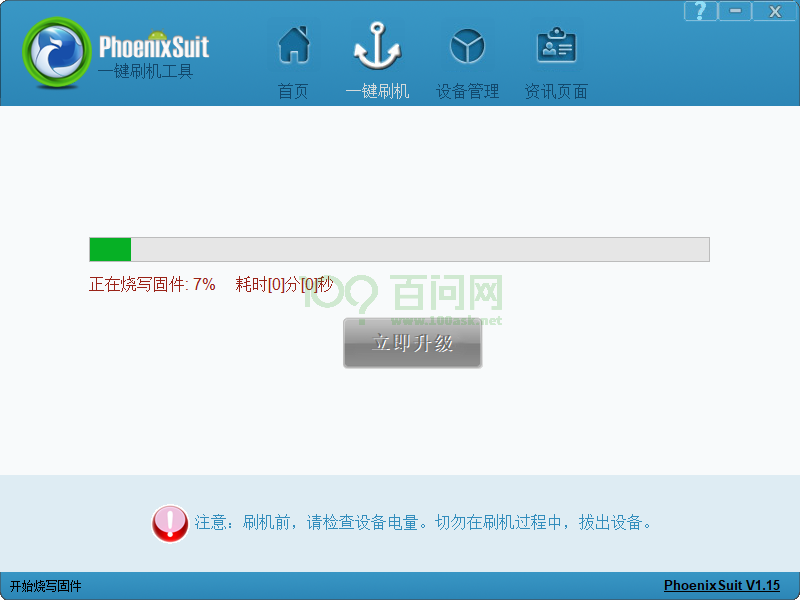 PhoenixSuit
一键刷机工具
首页
一键刷机
设备管理
资讯页面
? - X
正在烧写固件: 7% 耗时[0]分[0]秒
100? 百问网
www.100ask.net
立即升级
注意：刷机前，请检查设备电量。切勿在刷机过程中，拔出设备。
开始烧写固件
PhoenixSuit V1.15